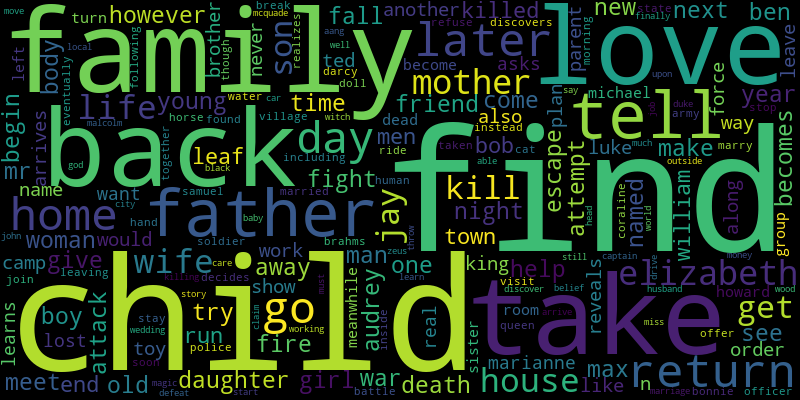 family
love
find
child
take
back
father
tell
return
home
mother
later
day
life
wife
go
kill
house
elizabeth
get
son
jay
leaf
time
daughter
fight
however
fall
another
killed
new
next
ben
turn
brother
never
mcquade
break
refuse
discovers
realizes
though
move
local
aang
finally
well
state
parent
morning
leave
left
body
following
ted
darcy
become
asks
doll
michael
force
year
say
stop
upon
begin
eventually
arrives
young
water
car
friend
come
plan
job
duke
army
horse
found
village
witch
dead
also
instead
way
malcolm
mr
together
including
men
bob
cat
escape
attempt
luke
make
much
marry
becomes
god
black
ride
taken
able
outside
name
want
samuel
married
human
night
named
william
along
group
city
baby
hand
town
head
coraline
world
john
woman
would
soldier
brahms
zeus
throw
captain
money
camp
give
work
man
one
king
help
still
reveals
drive
join
leaving
care
away
audrey
killing
decides
show
meanwhile
learn
visit
discover
belief
husband
howard
wood
learns
attack
boy
stay
story
try
must
inside
real
room
arrive
miss
see
lost
wedding
run
claim
working
fire
sister
queen
offer
order
toy
police
soon
marianne
meet
end
old
magic
girl
war
death
max
like
n
defeat
start
battle
marriage
bonnie
officer